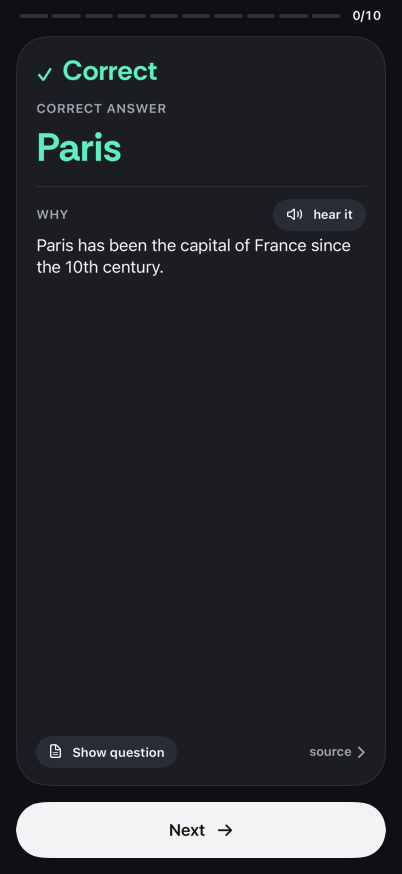 0/10
Correct
CORRECT ANSWER
Paris
WHY
hear it
Paris has been the capital of France since
the 10th century.
Show question
source
Next